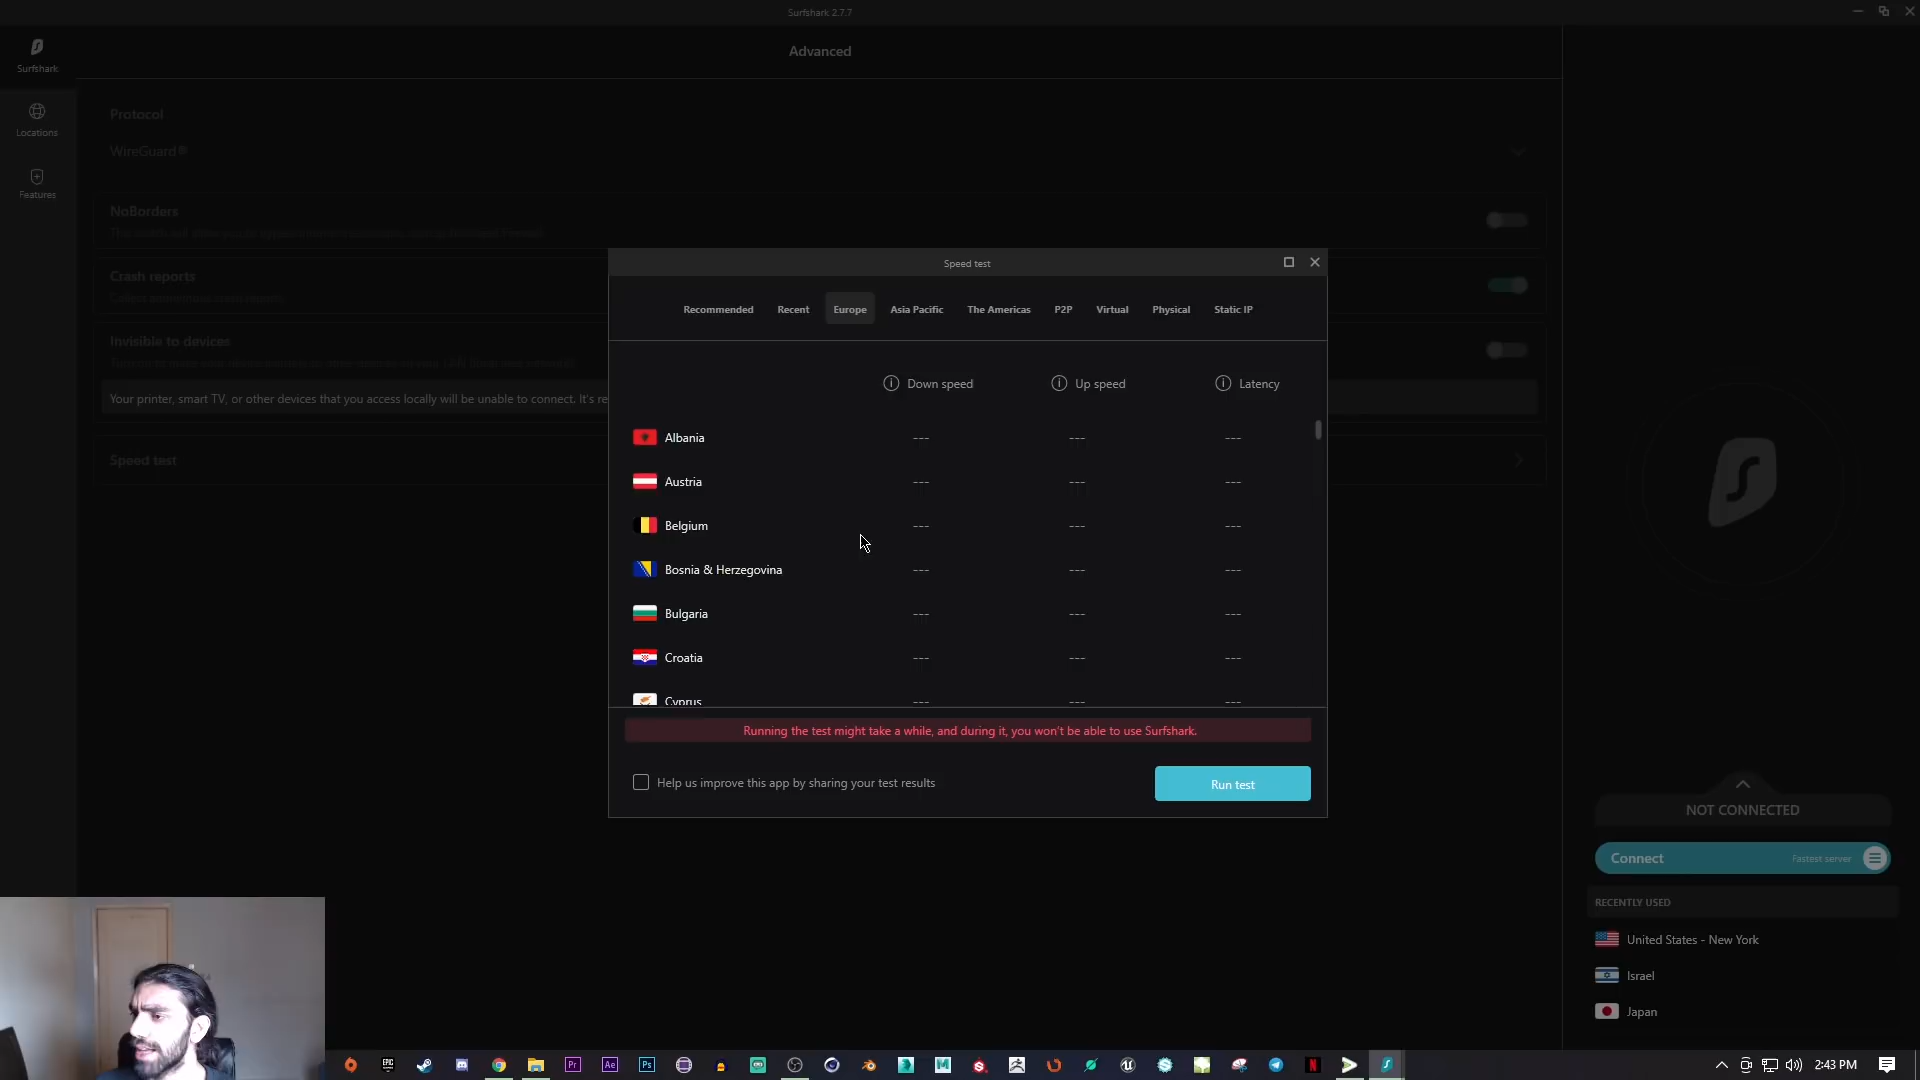 Surfshark 2.7.7
Surfshark
Locations
Features
Advanced
Protocol
WireGuard®
NoBorders
Crash reports
Invisible to devices
Your printer, smart TV, or other devices that you access locally will be unable to connect. It's re
Speed test
Speed test
Recommended Recent Europe Asia Pacific The Americas P2P Virtual Physical Static IP
Down speed Up speed Latency
Albania --- --- ---
Austria --- --- ---
Belgium --- --- ---
Bosnia & Herzegovina --- --- ---
Bulgaria --- --- ---
Croatia --- --- ---
Cyprus --- --- ---
Running the test might take a while, and during it, you won't be able to use Surfshark.
Help us improve this app by sharing your test results
Run test
NOT CONNECTED
Connect Fastest server
RECENTLY USED
United States - New York
Israel
Japan
EPIC GAMES Pr Ae Ps M N
2:43 PM